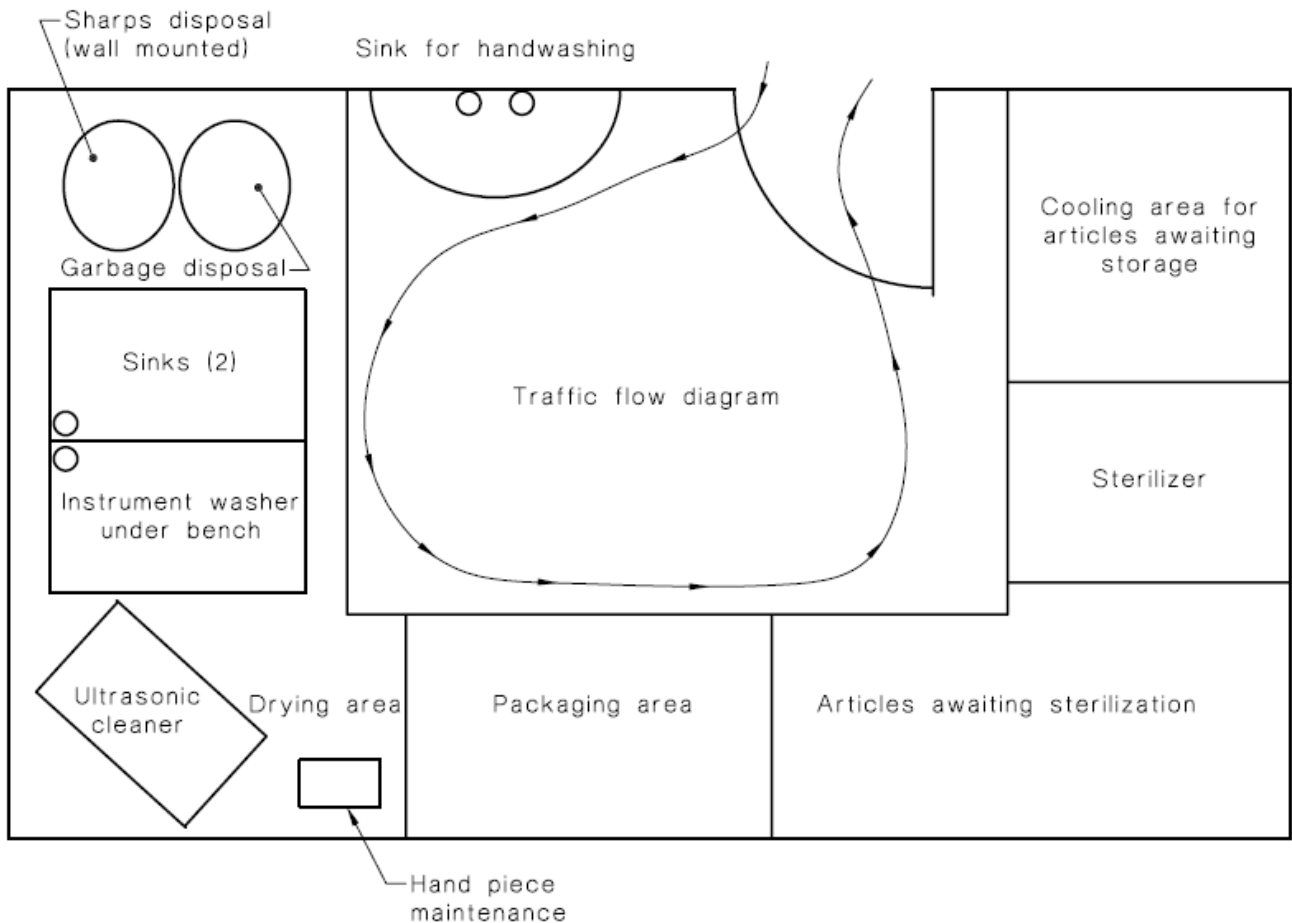 Sharps disposal
(wall mounted)
Sink for handwashing
Garbage disposal
Cooling area for
articles awaiting
storage
Sinks (2)
Traffic flow diagram
Instrument washer
under bench
Sterilizer
Ultrasonic
cleaner
Drying area
Packaging area
Articles awaiting sterilization
Hand piece
maintenance